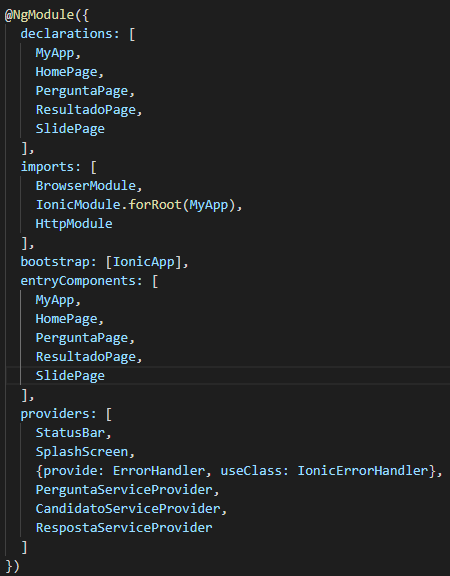 @NgModule({
  declarations: [
    MyApp,
    HomePage,
    PerguntaPage,
    ResultadoPage,
    SlidePage
  ],
  imports: [
    BrowserModule,
    IonicModule.forRoot(MyApp),
    HttpModule
  ],
  bootstrap: [IonicApp],
  entryComponents: [
    MyApp,
    HomePage,
    PerguntaPage,
    ResultadoPage,
    SlidePage
  ],
  providers: [
    StatusBar,
    SplashScreen,
    {provide: ErrorHandler, useClass: IonicErrorHandler},
    PerguntaServiceProvider,
    CandidatoServiceProvider,
    RespostaServiceProvider
  ]
})